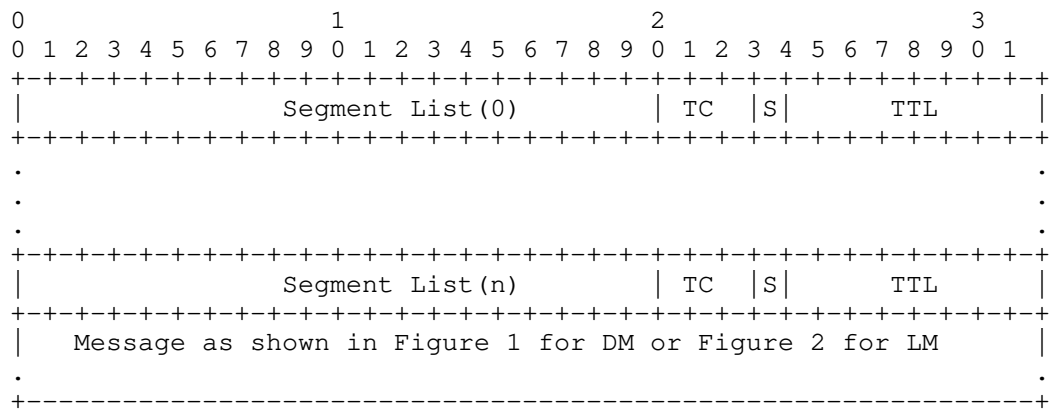 0                   1                   2                   3
0 1 2 3 4 5 6 7 8 9 0 1 2 3 4 5 6 7 8 9 0 1 2 3 4 5 6 7 8 9 0 1
+-+-+-+-+-+-+-+-+-+-+-+-+-+-+-+-+-+-+-+-+-+-+-+-+-+-+-+-+-+-+-+-+
|                Segment List(0)        | TC  |S|      TTL      |
+-+-+-+-+-+-+-+-+-+-+-+-+-+-+-+-+-+-+-+-+-+-+-+-+-+-+-+-+-+-+-+-+
.                                                               .
.                                                               .
.                                                               .
+-+-+-+-+-+-+-+-+-+-+-+-+-+-+-+-+-+-+-+-+-+-+-+-+-+-+-+-+-+-+-+-+
|                Segment List(n)        | TC  |S|      TTL      |
+-+-+-+-+-+-+-+-+-+-+-+-+-+-+-+-+-+-+-+-+-+-+-+-+-+-+-+-+-+-+-+-+
|   Message as shown in Figure 1 for DM or Figure 2 for LM      |
.                                                               .
+---------------------------------------------------------------+